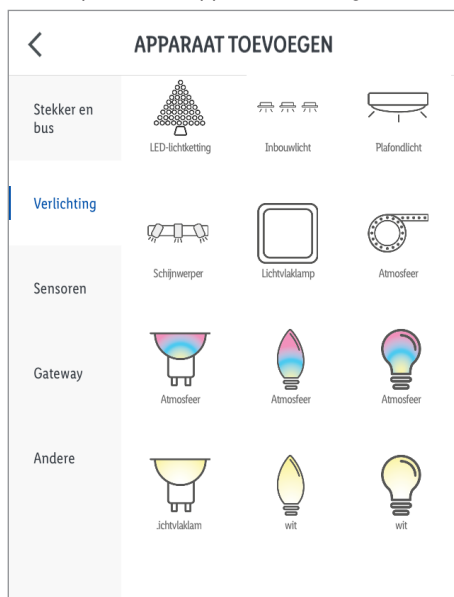 APPARAAT TOEVOEGEN
Stekker en
bus
LED-lichtketting
Inbouwlicht
Plafondlicht
Verlichting
Schijnwerper
Lichtvlaklamp
Atmosfeer
Sensoren
Gateway
Atmosfeer
Atmosfeer
Atmosfeer
Andere
ichtvlaklam
wit
wit